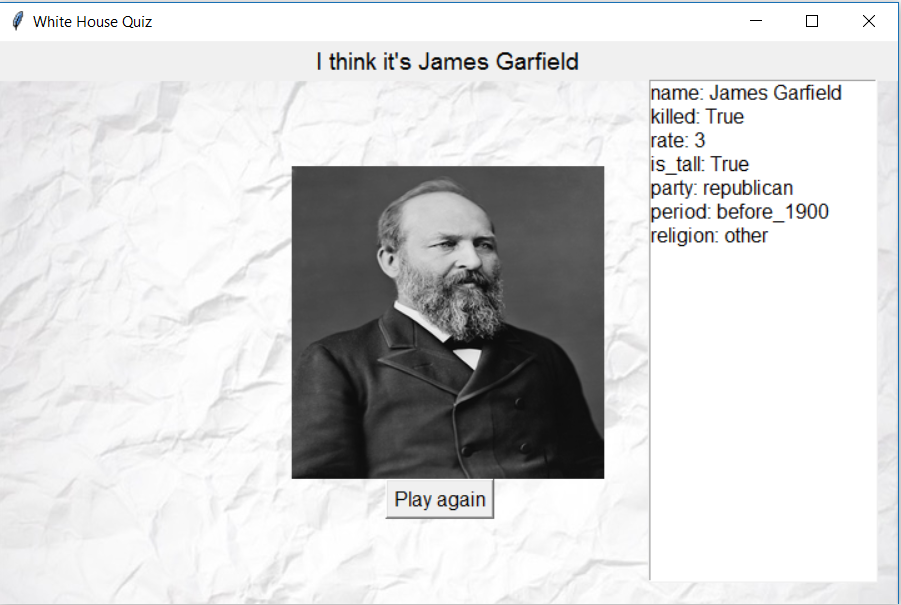 White House Quiz
I think it's James Garfield
name: James Garfield
killed: True
rate: 3
is_tall: True
party: republican
period: before_1900
religion: other
Play again